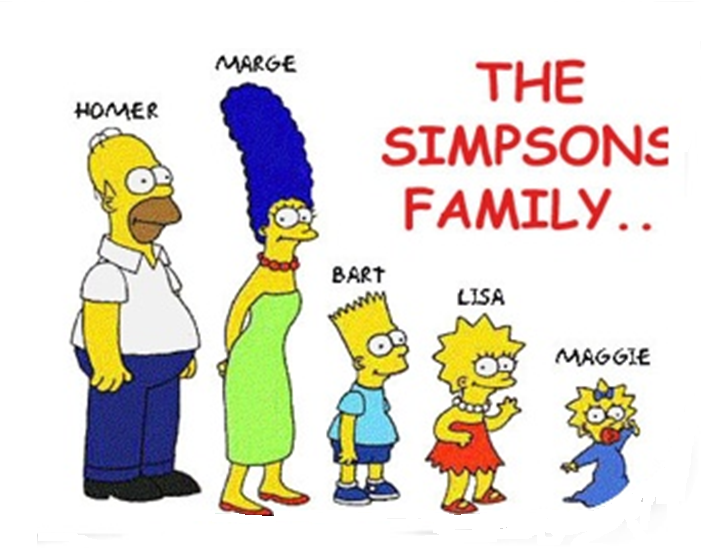 MARGE
HOMER
THE
SIMPSONS
FAMILY..
BART
LISA
MAGGIE